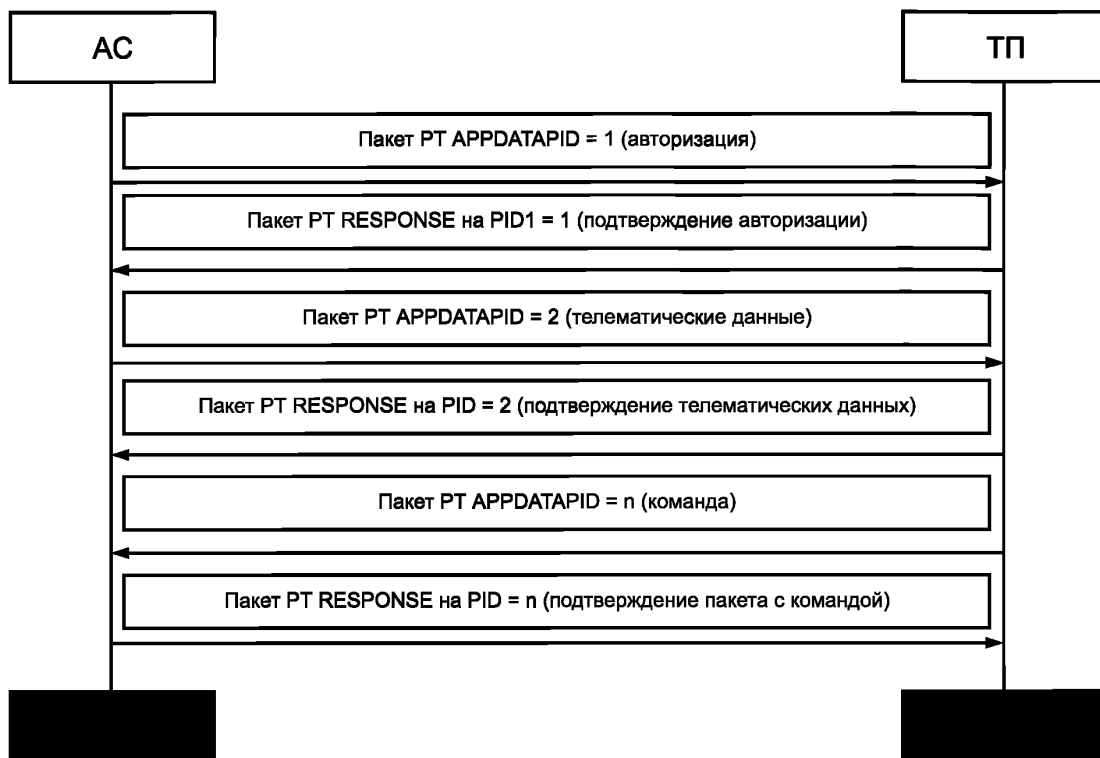 АС
ТП
Пакет PT APPDATAPID = 1 (авторизация)
Пакет PT RESPONSE на PID1 = 1 (подтверждение авторизации)
Пакет PT APPDATAPID = 2 (телематические данные)
Пакет PT RESPONSE на PID = 2 (подтверждение телематических данных)
Пакет PT APPDATAPID = n (команда)
Пакет PT RESPONSE на PID = n (подтверждение пакета с командой)